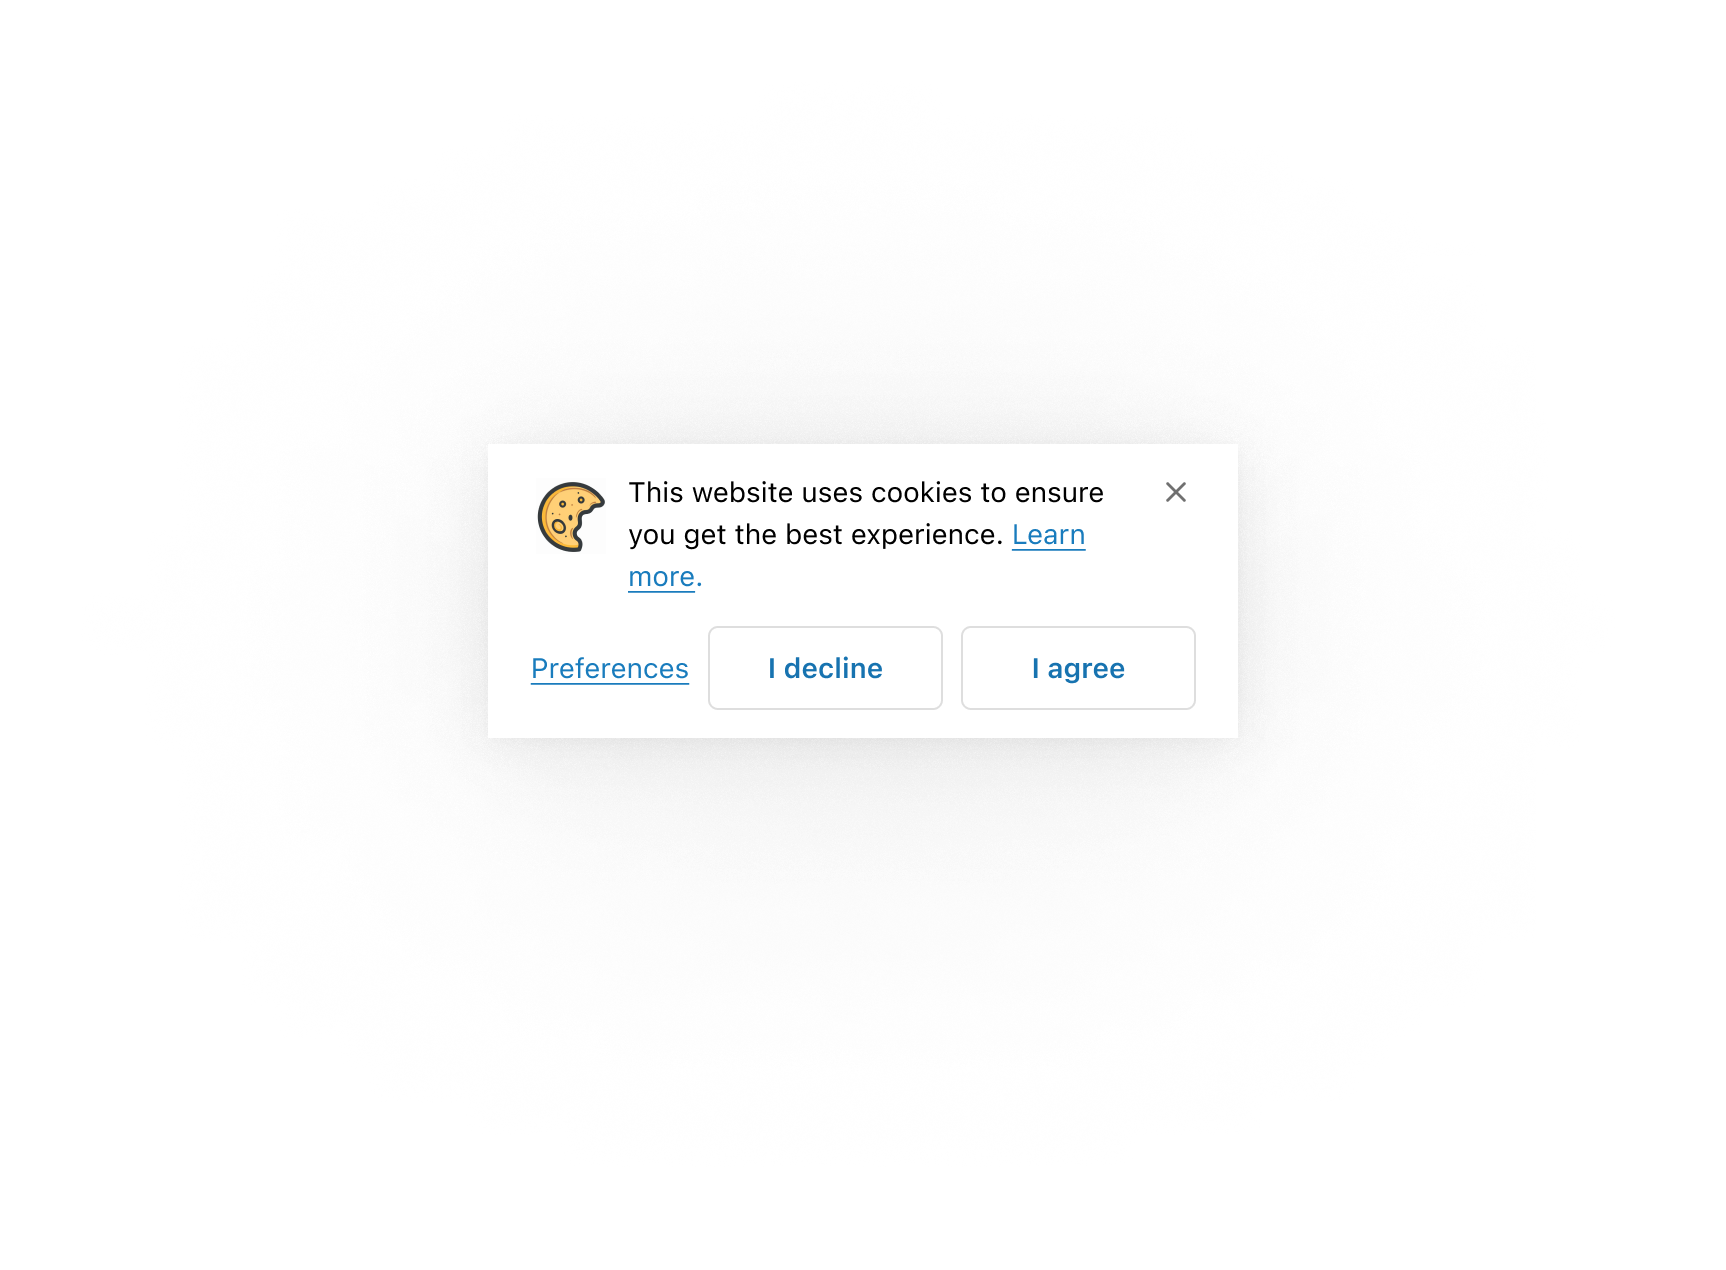 This website uses cookies to ensure
you get the best experience. Learn
more.
Preferences
I decline
I agree